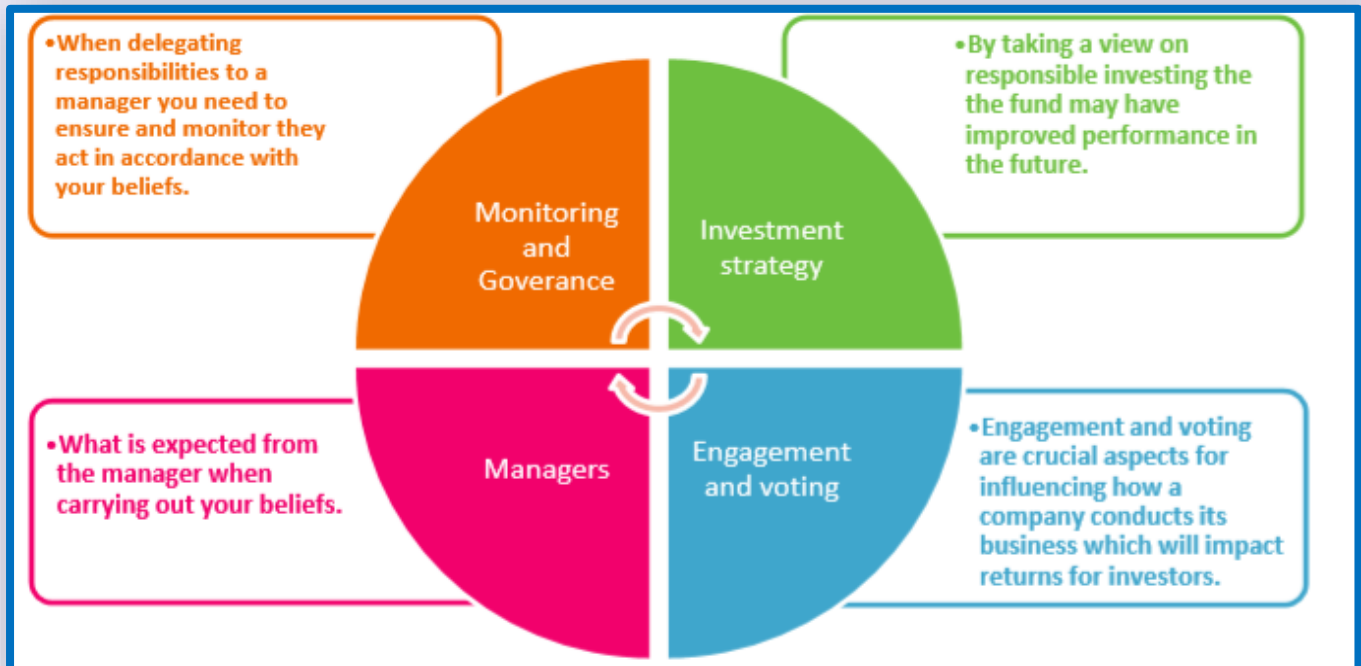 •When delegating
responsibilities to a
manager you need to
ensure and monitor they
act in accordance with
your beliefs.
•By taking a view on
responsible investing the
the fund may have
improved performance in
the future.
Monitoring
and
Goverance
Investment
strategy
•What is expected from
the manager when
carrying out your beliefs.
Managers
Engagement
and voting
•Engagement and voting
are crucial aspects for
influencing how a
company conducts its
business which will impact
returns for investors.